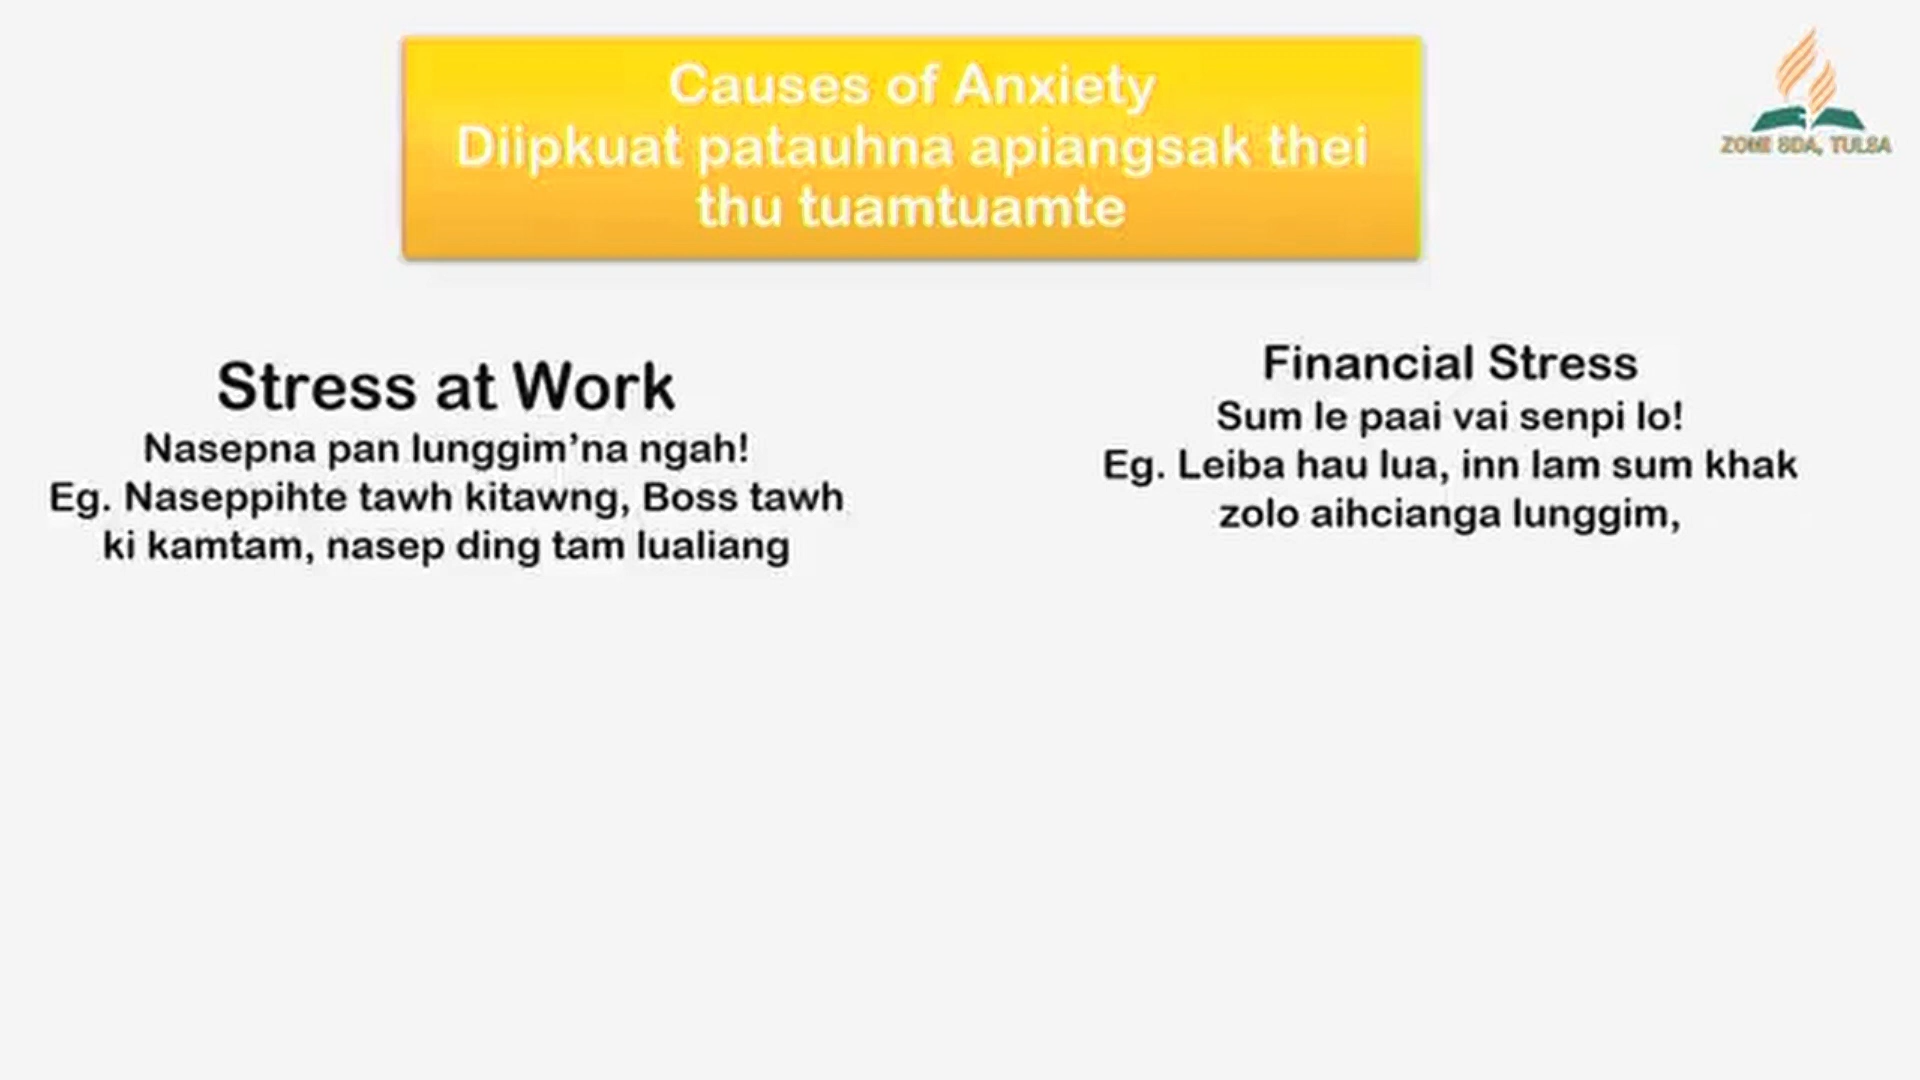 Causes of Anxiety
Diipkuat patauhna apiangsak thei
thu tuamtuamte
ZOMI SDA, TULSA
Stress at Work
Nasepna pan lunggim’na ngah!
Eg. Naseppihte tawh kitawng, Boss tawh
ki kamtam, nasep ding tam lualiang
Financial Stress
Sum le paai vai senpi lo!
Eg. Leiba hau lua, inn lam sum khak
zolo aihcianga lunggim,